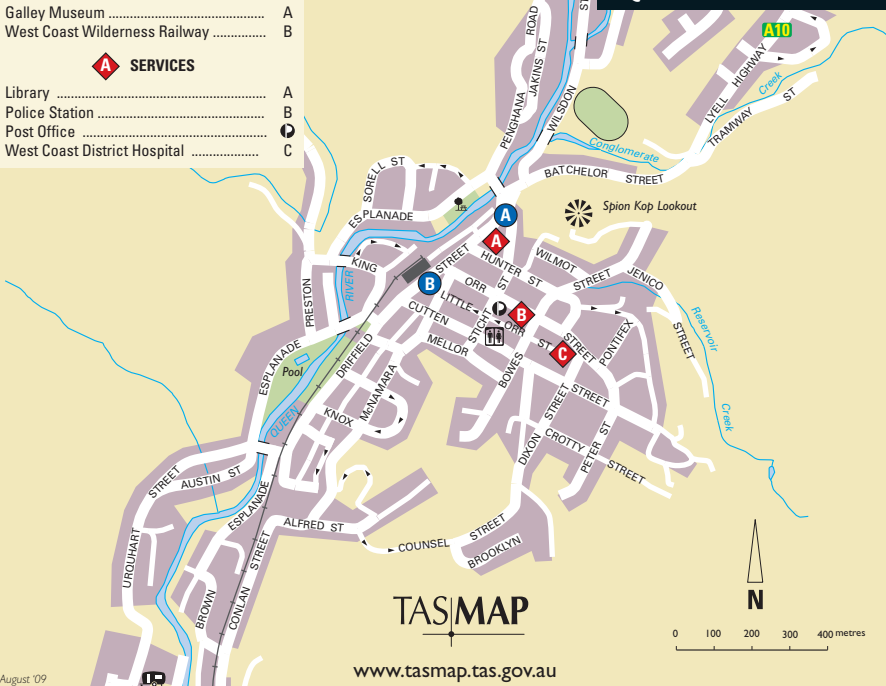 Galley Museum ........................................ A
West Coast Wilderness Railway .............. B
A SERVICES
Library ..................................................... A
Police Station ........................................... B
Post Office ...............................................
West Coast District Hospital ................. C
A10
ROAD
JAKINS ST
PENGHANA
WILSDON
ST
LYELL HIGHWAY
Creek
TRAMWAY ST
Conglomerate
BATCHELOR STREET
SORELL ST
ESPLANADE
A
Spion Kop Lookout
A
KING
STREET
HUNTER ST
WILMOT
STREET
JENICO
STREET
B
ORR
ST
LITTLE
STICHT
CUTTEN
ORR
ST
B
STREET
PONTIFEX
C
MELLOR
BOWES
STREET
RIVER
PRESTON
Reservoir
Creek
ESPLANADE
Pool
DRIFFIELD
McNAMARA
QUEEN
KNOX
DIXON STREET
CROTTY STREET
PETER ST
STREET
URQUHART
AUSTIN ST
ESPLANADE
ALFRED ST
COUNSEL STREET
BROOKLYN
BROWN
CONLAN STREET
TASMAP
www.tasmap.tas.gov.au
N
0 100 200 300 400 metres
August '09